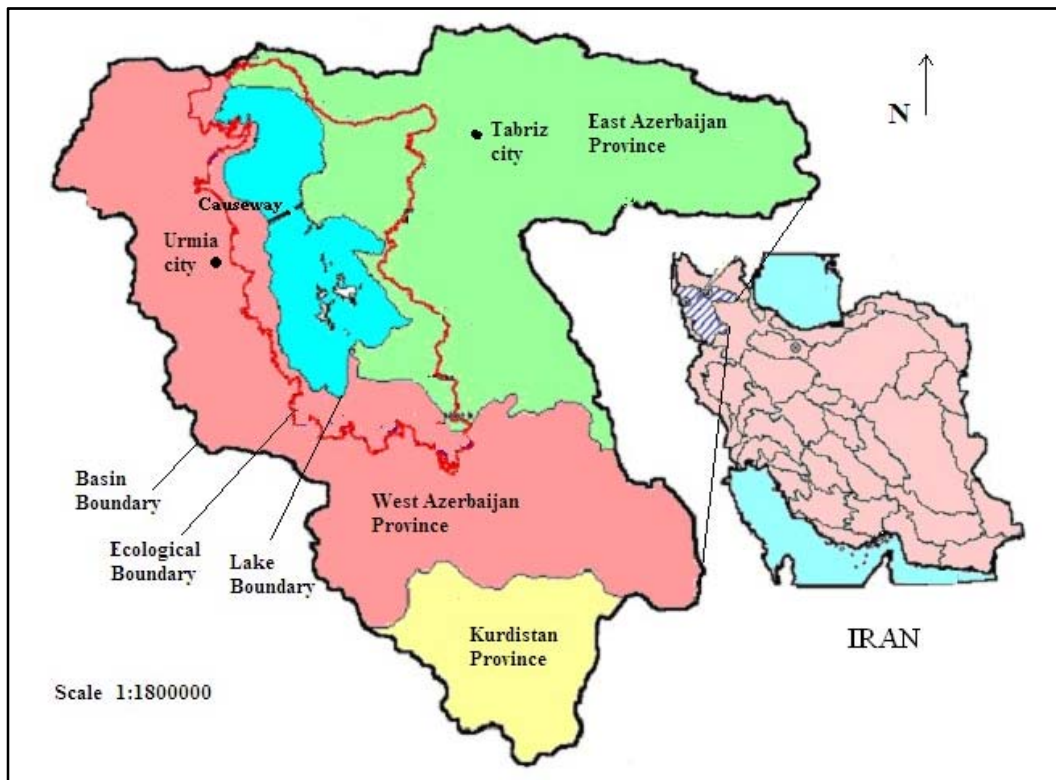 N
Tabriz
city
East Azerbaijan
Province
Causeway
Urmia
city
Basin
Boundary
Ecological
Boundary
Lake
Boundary
West Azerbaijan
Province
Kurdistan
Province
IRAN
Scale 1:1800000